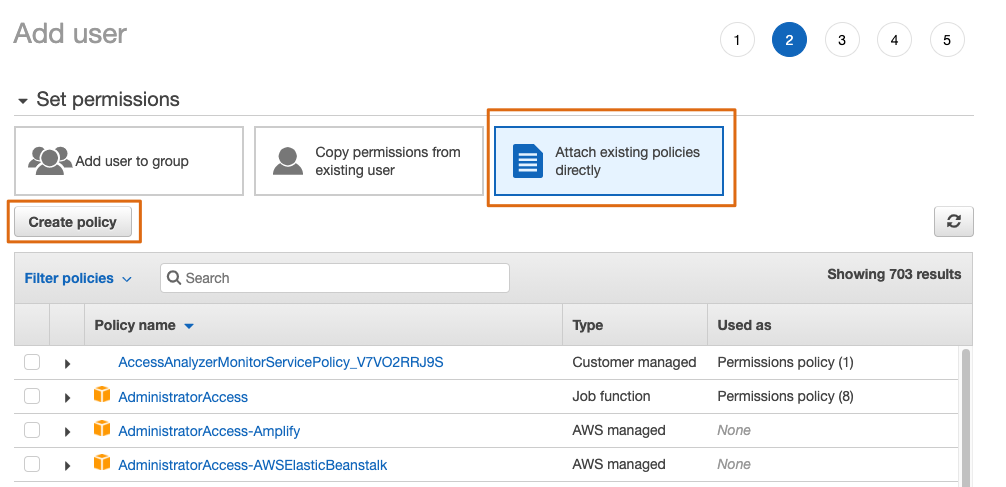 Add user
1 2 3 4 5
Set permissions
Add user to group
Copy permissions from
existing user
Attach existing policies
directly
Create policy
Filter policies Search Showing 703 results
Policy name Type Used as
AccessAnalyzerMonitorServicePolicy_V7VO2RRJ9S Customer managed Permissions policy (1)
AdministratorAccess Job function Permissions policy (8)
AdministratorAccess-Amplify AWS managed None
AdministratorAccess-AWSElasticBeanstalk AWS managed None